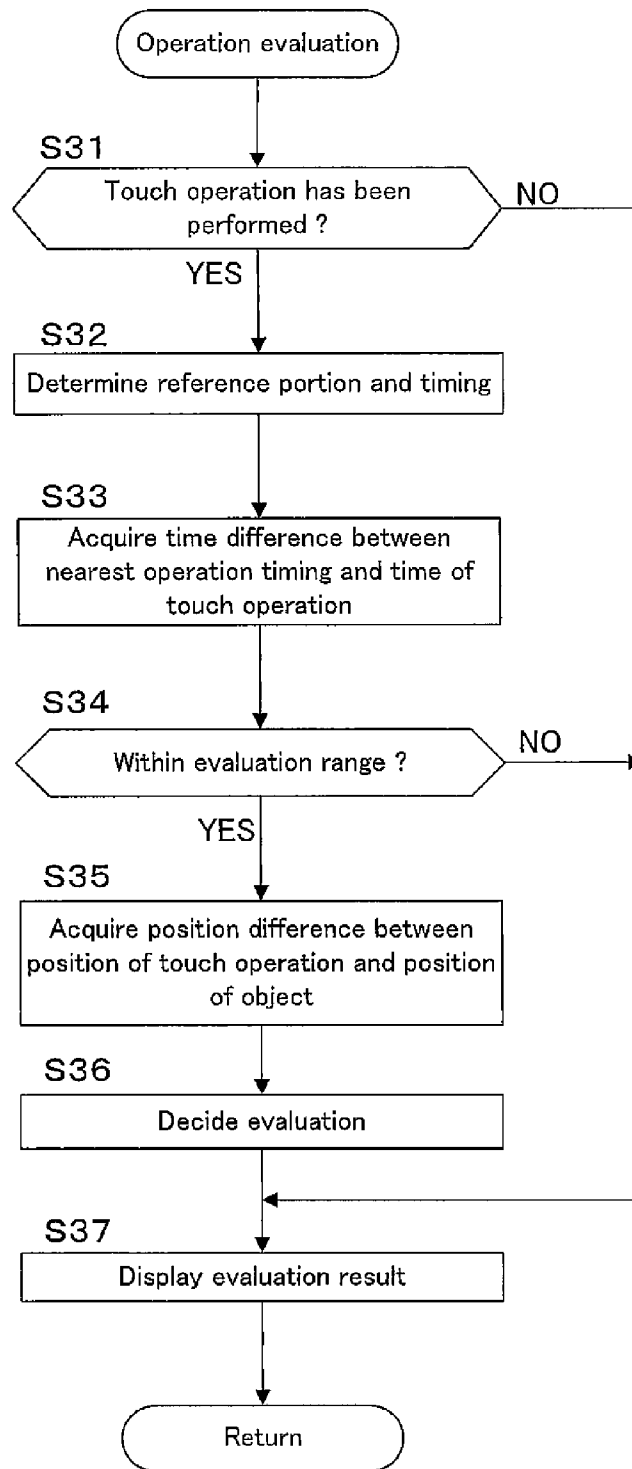 Operation evaluation
S31
Touch operation has been
performed ?
NO
YES
S32
Determine reference portion and timing
S33
Acquire time difference between
nearest operation timing and time of
touch operation
S34
Within evaluation range ?
NO
YES
S35
Acquire position difference between
position of touch operation and position
of object
S36
Decide evaluation
S37
Display evaluation result
Return